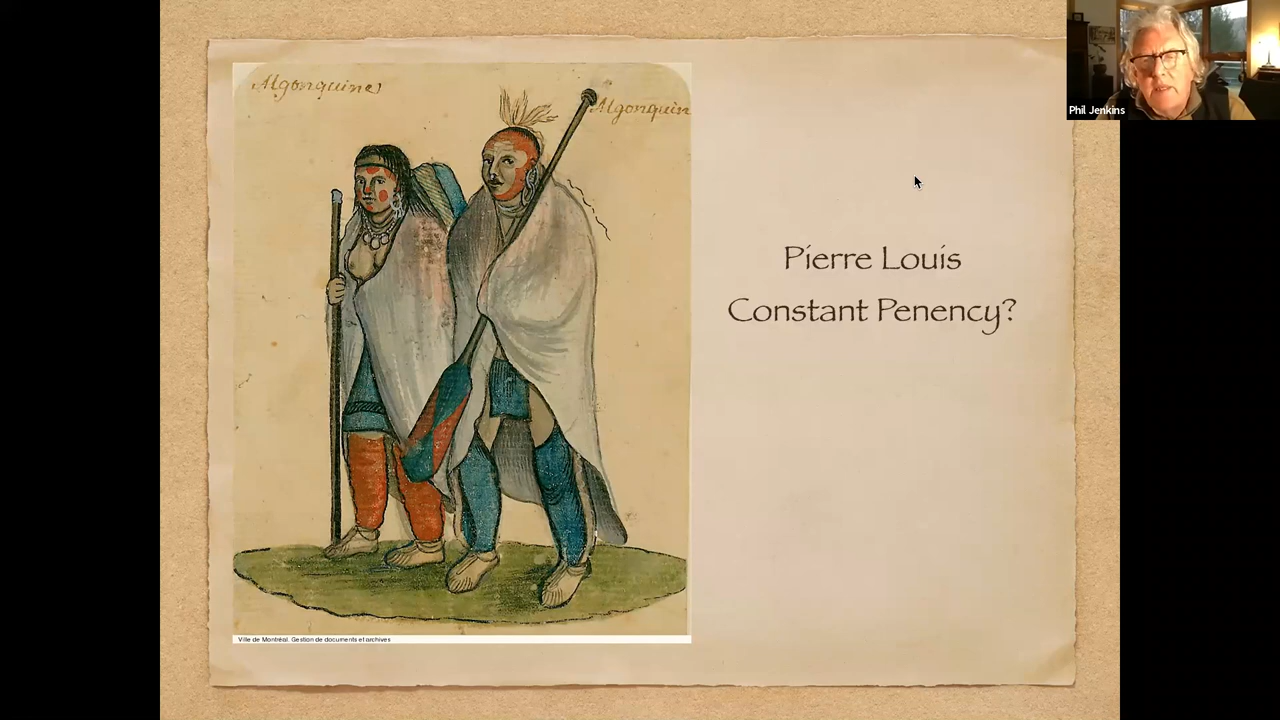 Algonquine
Algonquin
Phil Jenkins
Pierre Louis
Constant Penency?
Ville de Montréal. Gestion de documents et archives